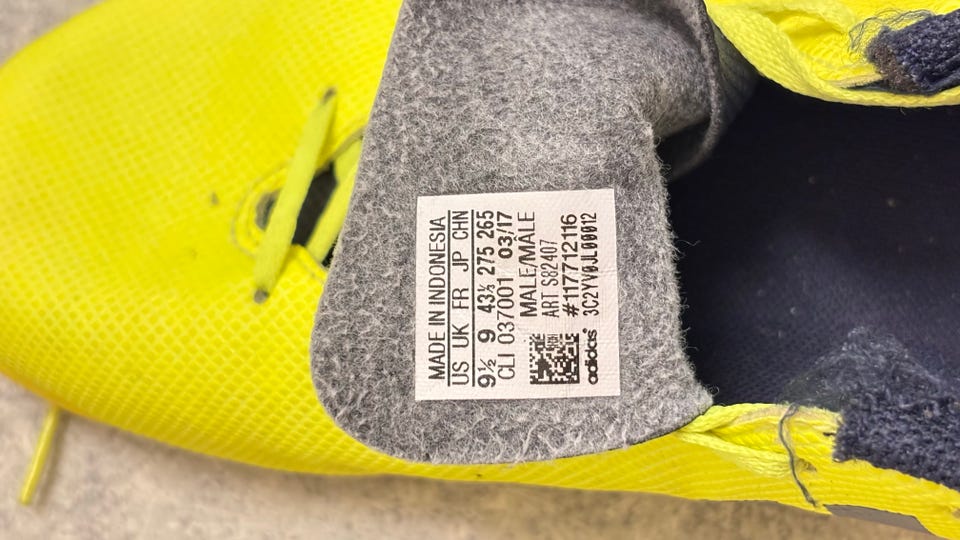 MADE IN INDONESIA
US UK FR JP CHN
9½ 9 43⅓ 275 265
CLI 037001 03/17
MALE/MALE
ART S82407
#117712116
adidas® 3C2YV0JL00012